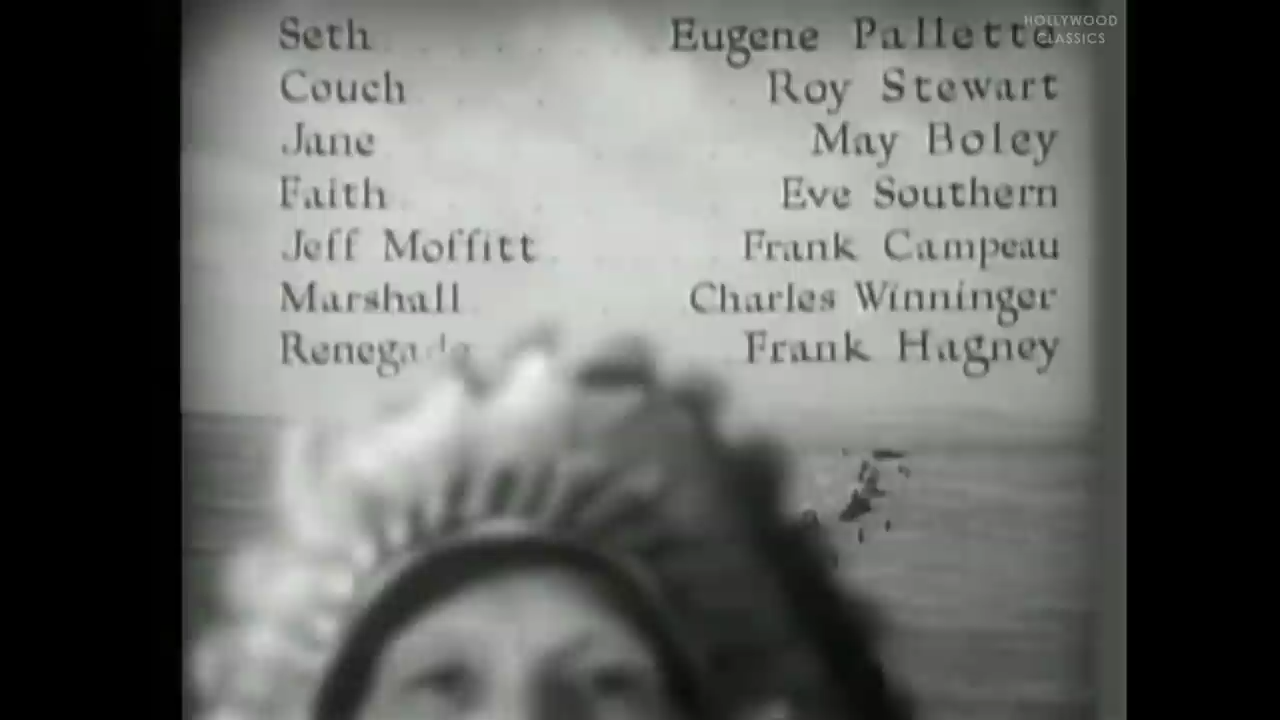 HOLLYWOOD
CLASSICS
Seth . . . . Eugene Pallette
Couch . . . Roy Stewart
Jane May Boley
Faith Eve Southern
Jeff Moffitt Frank Campeau
Marshall Charles Winninger
Renegade Frank Hagney